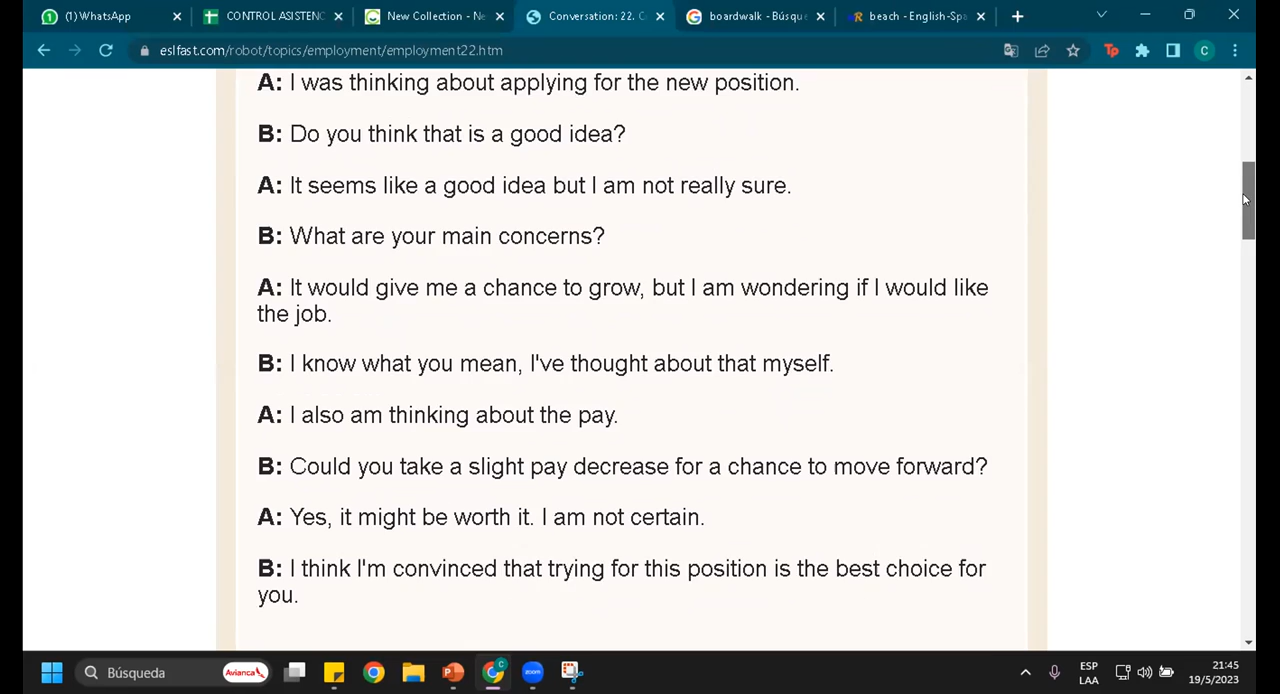 (1) WhatsApp
CONTROL ASISTENC
New Collection - Ne
Conversation: 22. C
boardwalk - Búsque
beach - English-Spa
eslfast.com/robot/topics/employment/employment22.htm
A: I was thinking about applying for the new position.
B: Do you think that is a good idea?
A: It seems like a good idea but I am not really sure.
B: What are your main concerns?
A: It would give me a chance to grow, but I am wondering if I would like
the job.
B: I know what you mean, I've thought about that myself.
A: I also am thinking about the pay.
B: Could you take a slight pay decrease for a chance to move forward?
A: Yes, it might be worth it. I am not certain.
B: I think I'm convinced that trying for this position is the best choice for
you.
Búsqueda
Avianca
zoom
ESP
LAA
21:45
19/5/2023